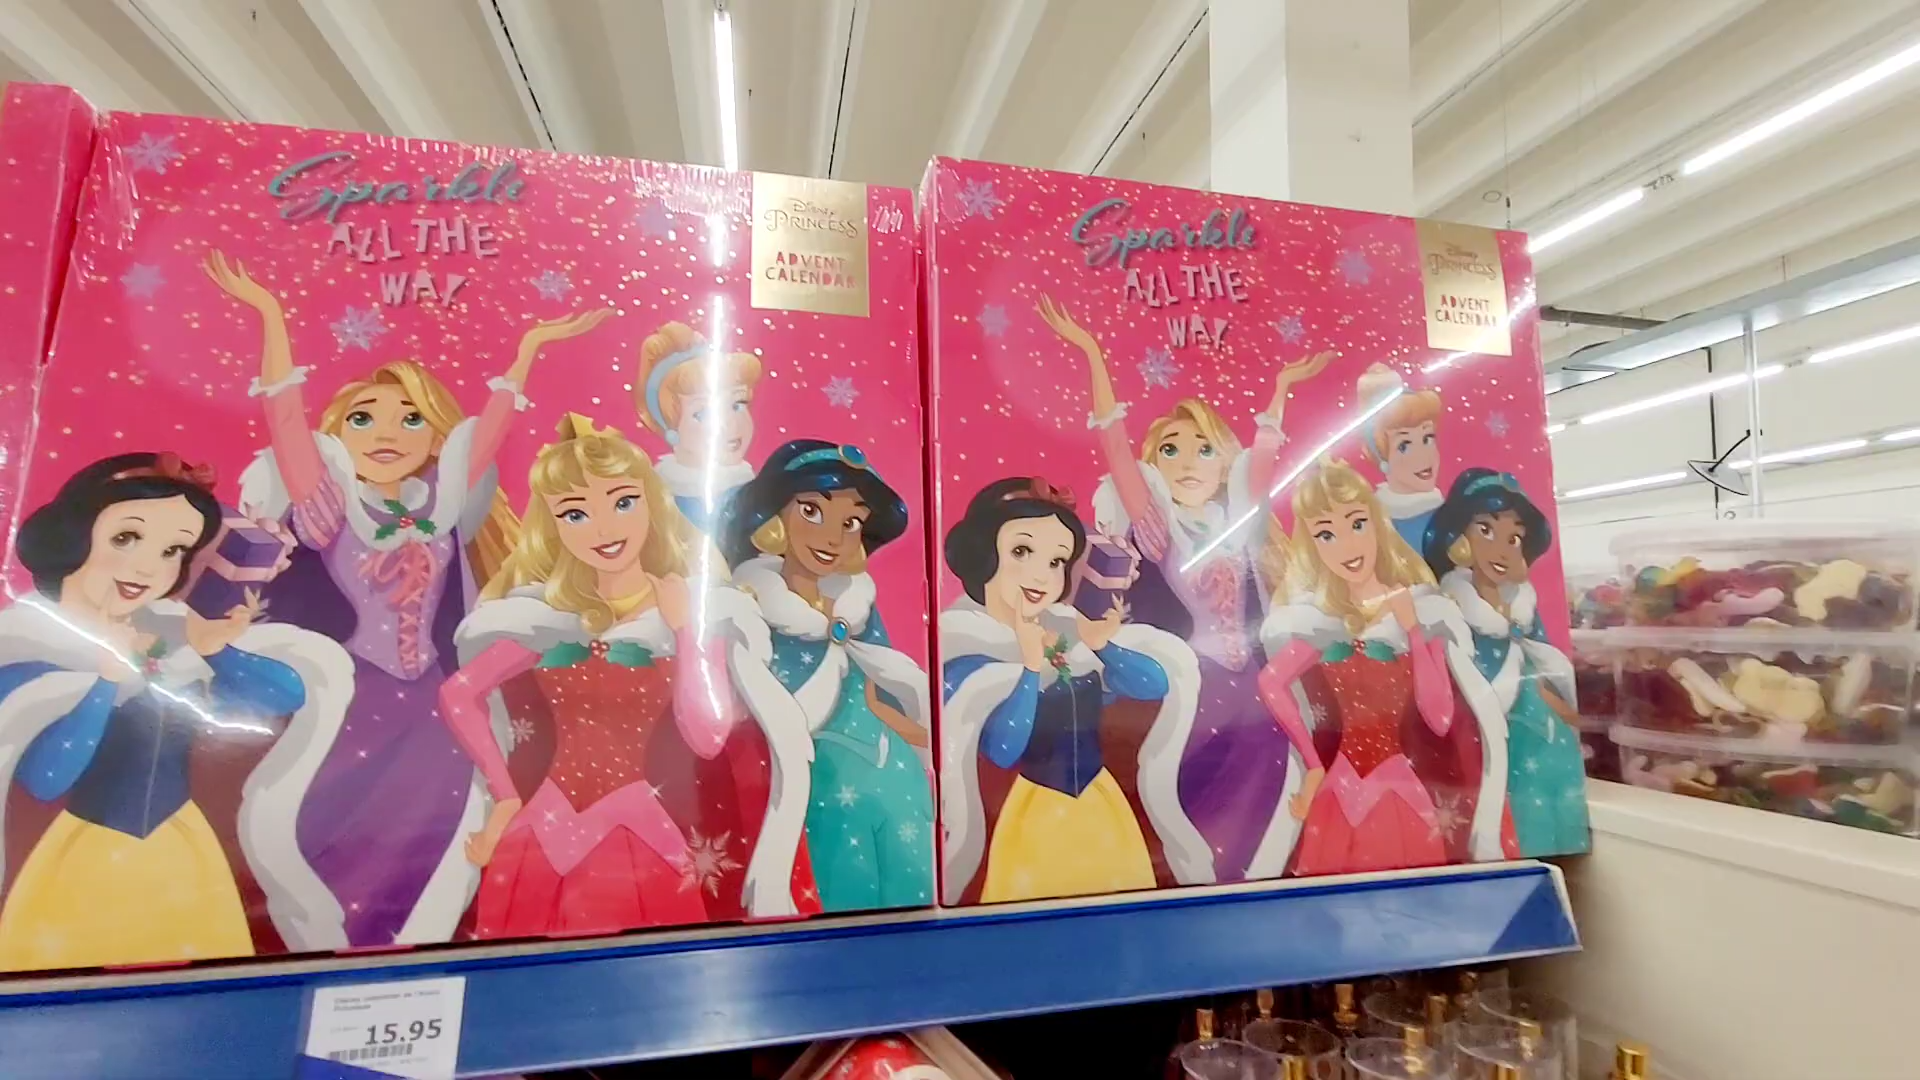 Sparkle
ALL THE
WAY
Disney
PRINCESS
ADVENT
CALENDAR
Sparkle
ALL THE
WAY
Disney
PRINCESS
ADVENT
CALENDAR
15.95